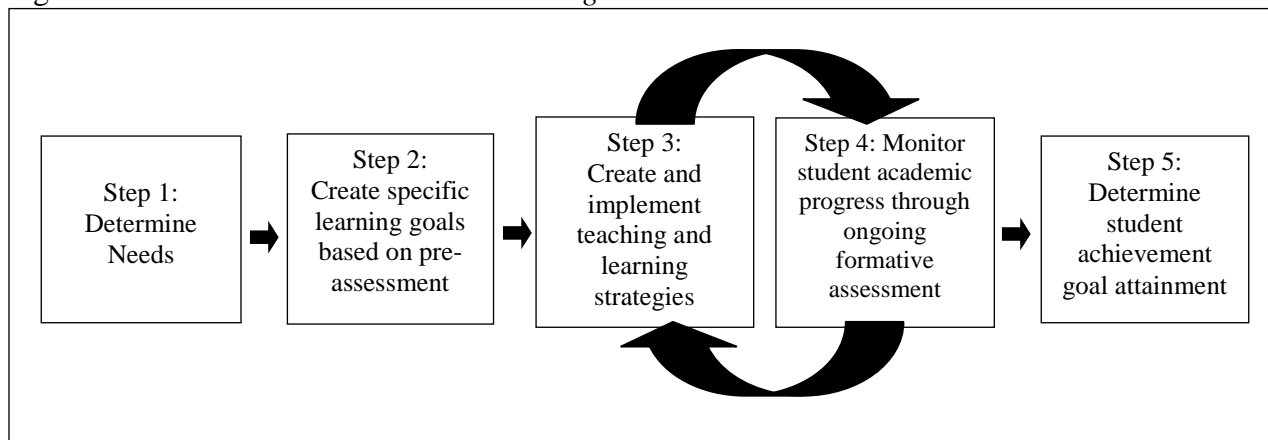 Step 1:
Determine
Needs
Step 2:
Create specific
learning goals
based on pre-
assessment
Step 3:
Create and
implement
teaching and
learning
strategies
Step 4: Monitor
student academic
progress through
ongoing
formative
assessment
Step 5:
Determine
student
achievement
goal attainment